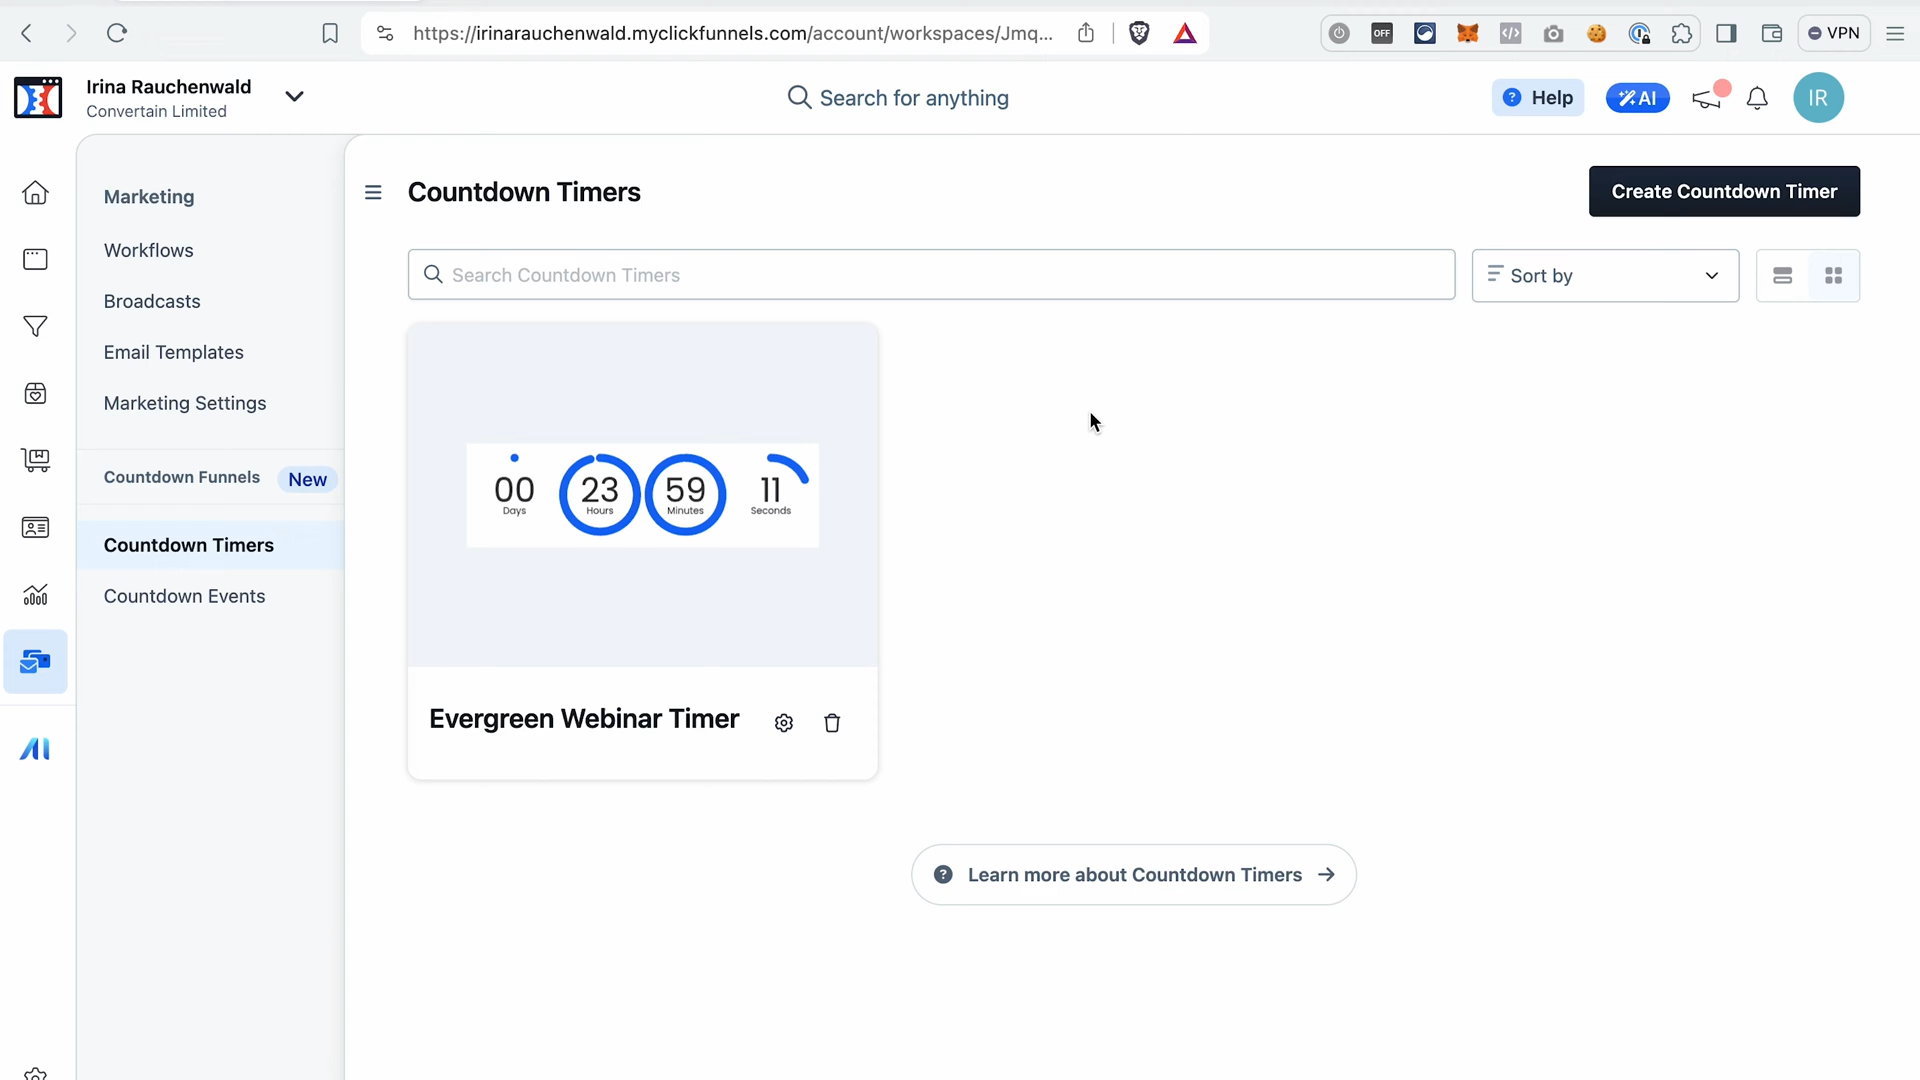 https://irinarauchenwald.myclickfunnels.com/account/workspaces/Jmq...
OFF
VPN
Irina Rauchenwald
Convertain Limited
Search for anything
Help
AI
IR
Marketing
Workflows
Broadcasts
Email Templates
Marketing Settings
Countdown Funnels New
Countdown Timers
Countdown Events
Countdown Timers
Create Countdown Timer
Search Countdown Timers
Sort by
00 23 59 11
Days Hours Minutes Seconds
Evergreen Webinar Timer
Learn more about Countdown Timers